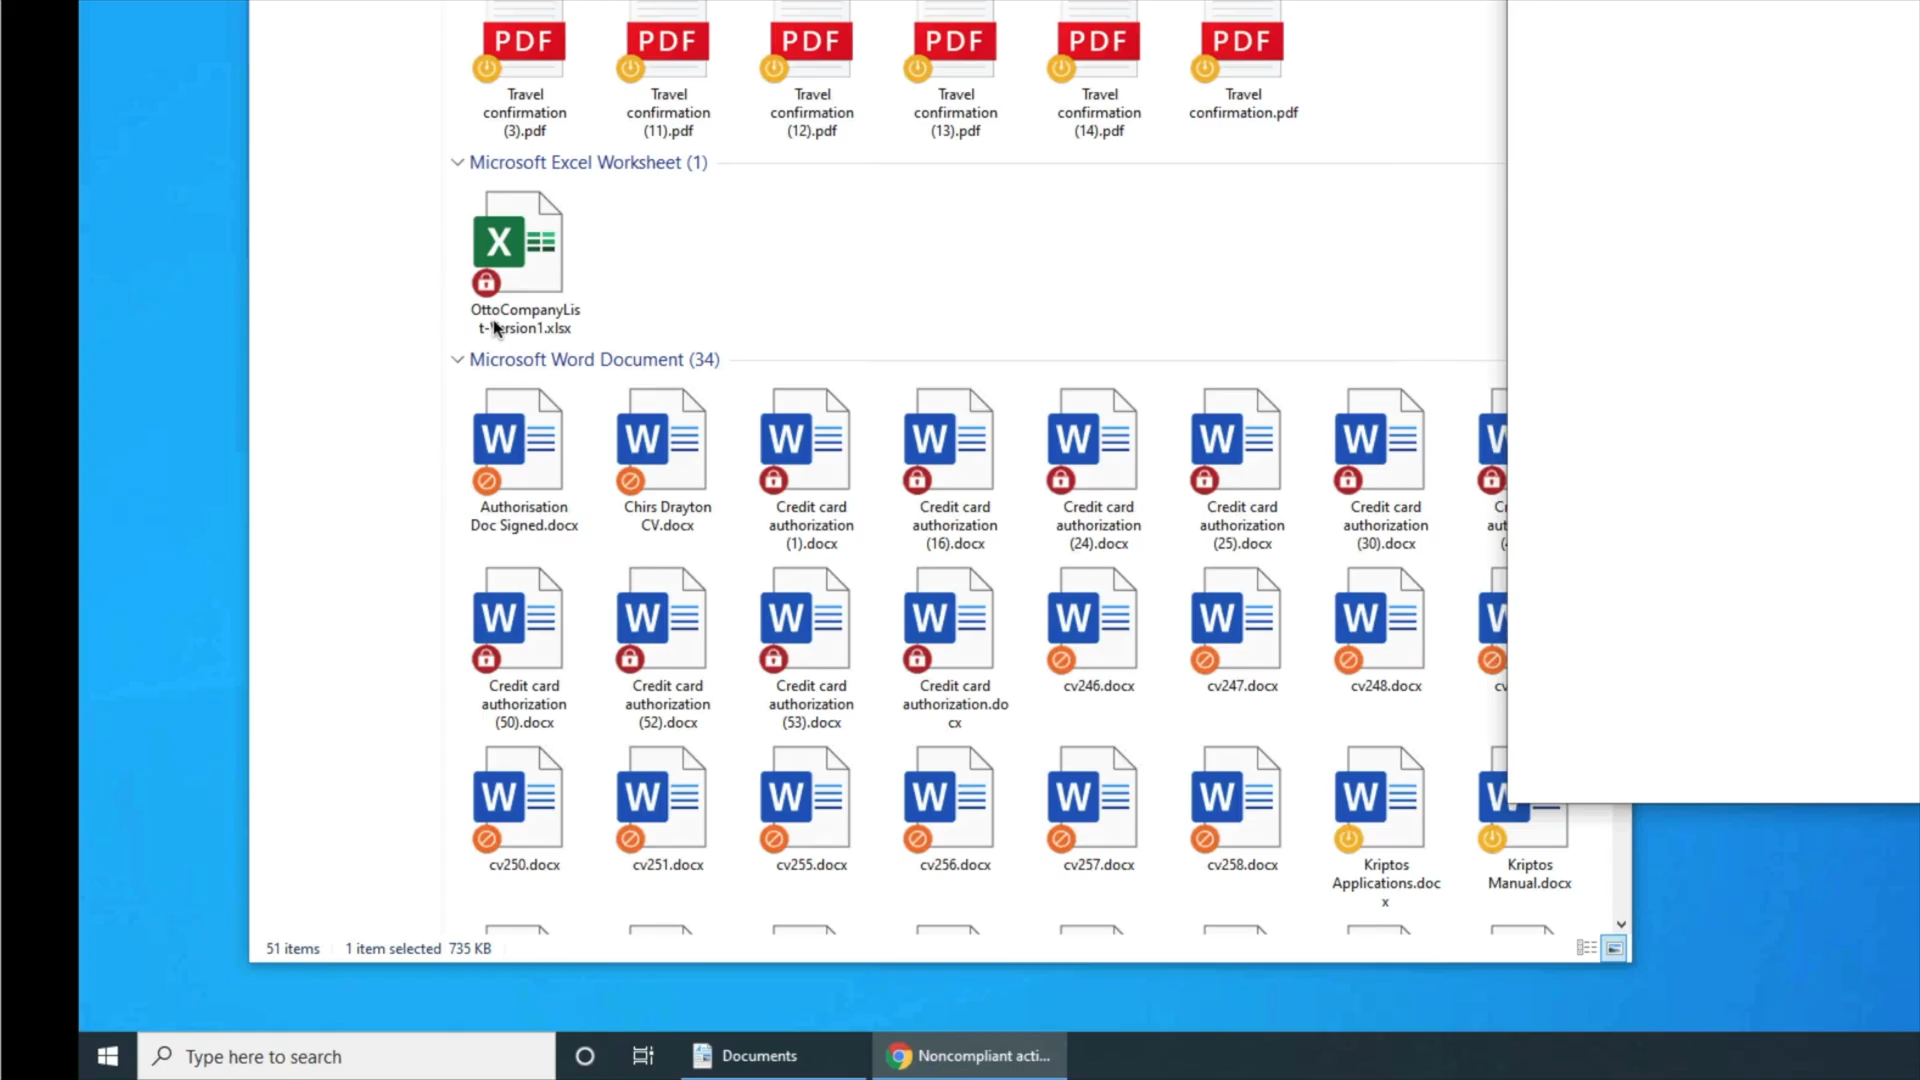 PDF PDF PDF PDF PDF PDF
Travel confirmation (3).pdf
Travel confirmation (11).pdf
Travel confirmation (12).pdf
Travel confirmation (13).pdf
Travel confirmation (14).pdf
Travel confirmation.pdf
Microsoft Excel Worksheet (1)
X
OttoCompanyLis
t-Version1.xlsx
Microsoft Word Document (34)
W W W W W W W W
Authorisation Doc Signed.docx
Chirs Drayton CV.docx
Credit card authorization (1).docx
Credit card authorization (16).docx
Credit card authorization (24).docx
Credit card authorization (25).docx
Credit card authorization (30).docx
W W W W W W W W
Credit card authorization (50).docx
Credit card authorization (52).docx
Credit card authorization (53).docx
Credit card authorization.docx
cv246.docx
cv247.docx
cv248.docx
W W W W W W W W
cv250.docx
cv251.docx
cv255.docx
cv256.docx
cv257.docx
cv258.docx
Kriptos Applications.docx
Kriptos Manual.docx
51 items 1 item selected 735 KB
Type here to search
Documents
Noncompliant acti...